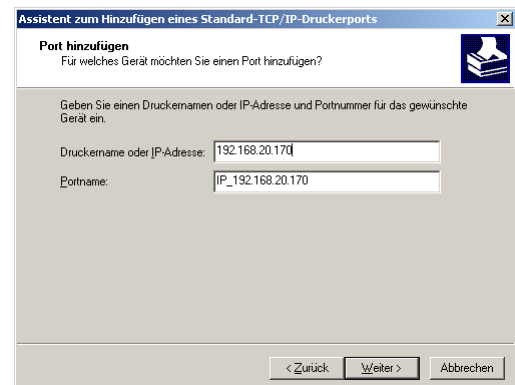 Assistent zum Hinzufügen eines Standard-TCP/IP-Druckerports
Port hinzufügen
Für welches Gerät möchten Sie einen Port hinzufügen?
Geben Sie einen Druckernamen oder IP-Adresse und Portnummer für das gewünschte
Gerät ein.
Druckername oder IP-Adresse: 192.168.20.170
Portname: IP_192.168.20.170
< Zurück Weiter > Abbrechen